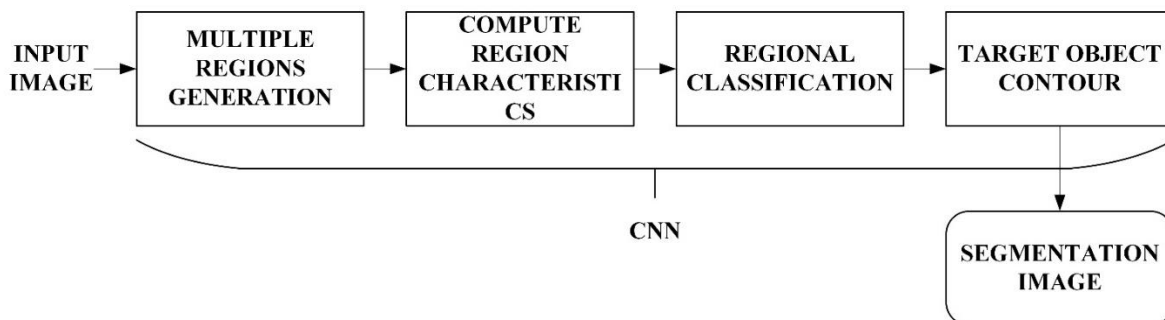 INPUT
IMAGE
MULTIPLE
REGIONS
GENERATION
COMPUTE
REGION
CHARACTERISTI
CS
REGIONAL
CLASSIFICATION
TARGET OBJECT
CONTOUR
CNN
SEGMENTATION
IMAGE